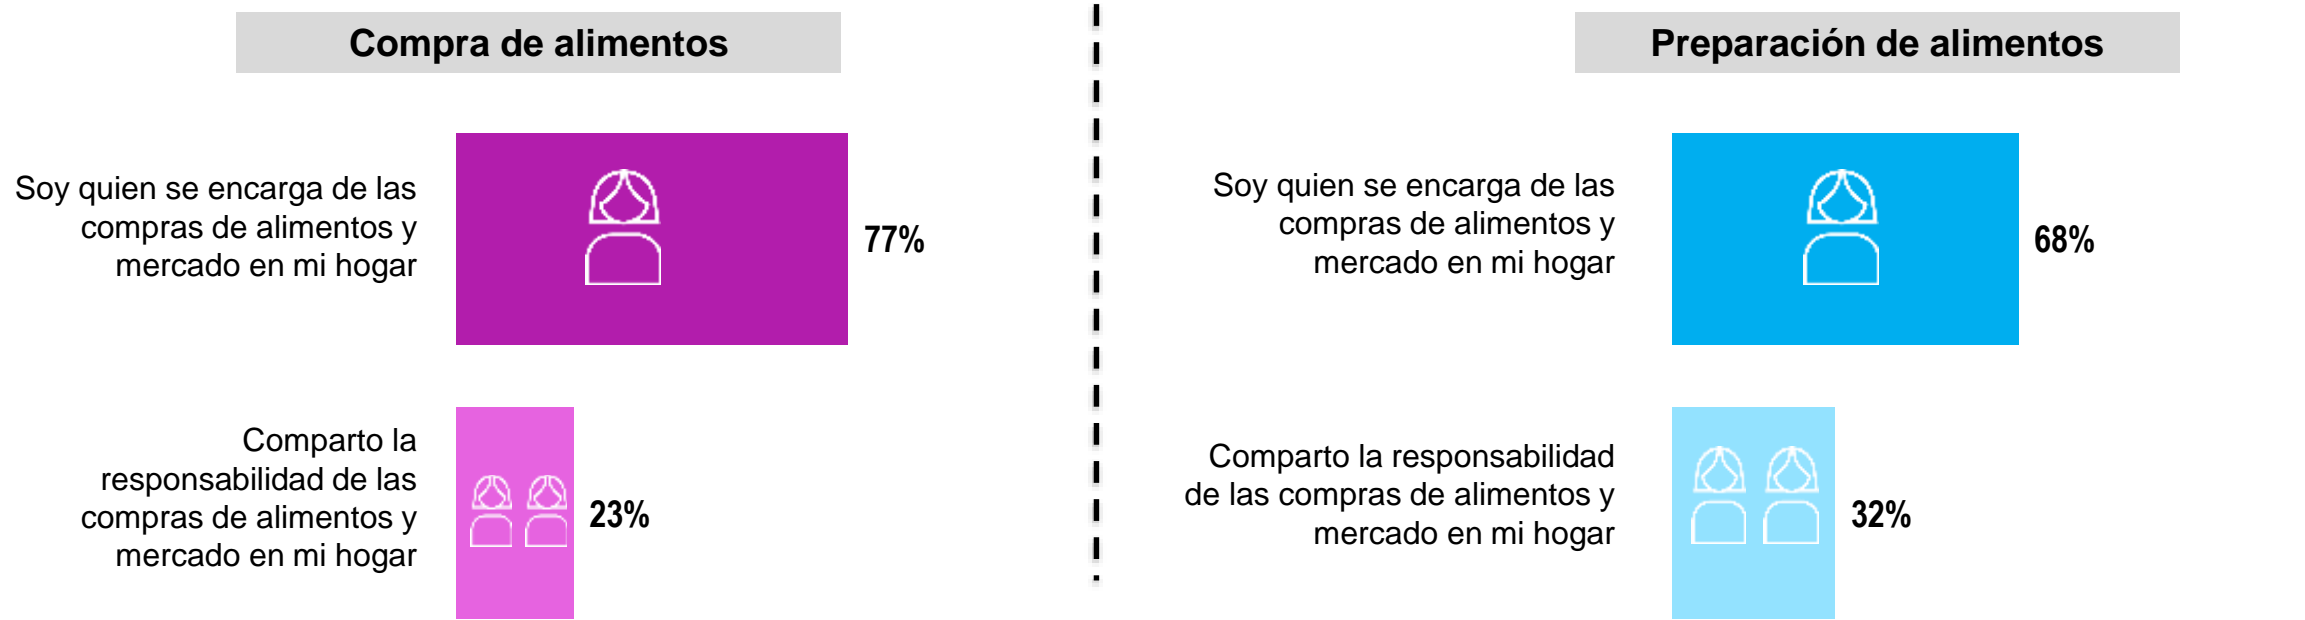 Compra de alimentos
Soy quien se encarga de las
compras de alimentos y
mercado en mi hogar
77%
Comparto la
responsabilidad de las
compras de alimentos y
mercado en mi hogar
23%
Preparación de alimentos
Soy quien se encarga de las
compras de alimentos y
mercado en mi hogar
68%
Comparto la responsabilidad
de las compras de alimentos y
mercado en mi hogar
32%